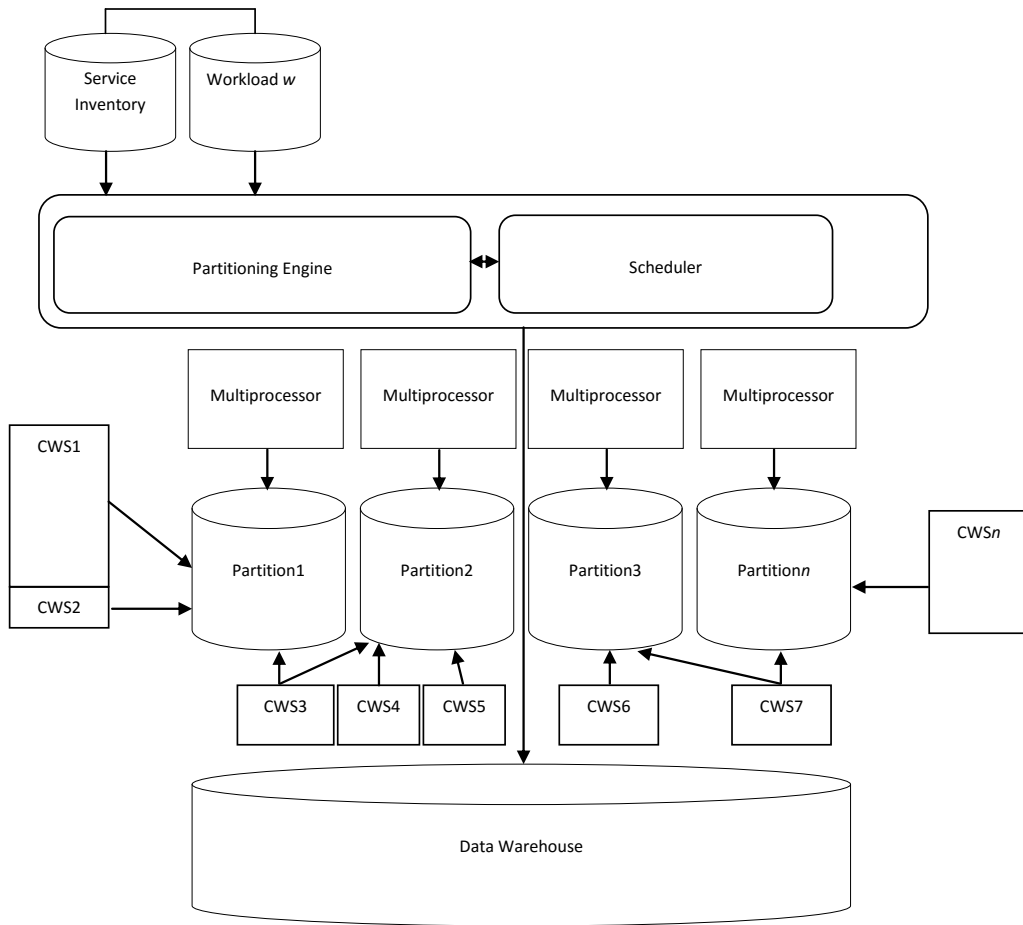 Service
Inventory
Workload w
Partitioning Engine
Scheduler
Multiprocessor
Multiprocessor
Multiprocessor
Multiprocessor
CWS1
CWS2
Partition1
Partition2
Partition3
Partitionn
CWSn
CWS3
CWS4
CWS5
CWS6
CWS7
Data Warehouse